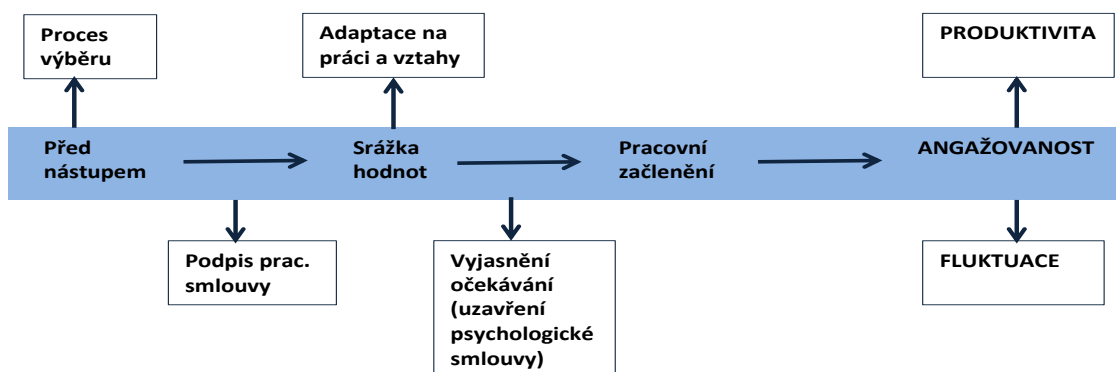 Proces
výběru
Adaptace na
práci a vztahy
PRODUKTIVITA
Před
nástupem
Srážka
hodnot
Pracovní
začlenění
ANGAŽOVANOST
Podpis prac.
smlouvy
Vyjasnění
očekávání
(uzavření
psychologické
smlouvy)
FLUKTUACE